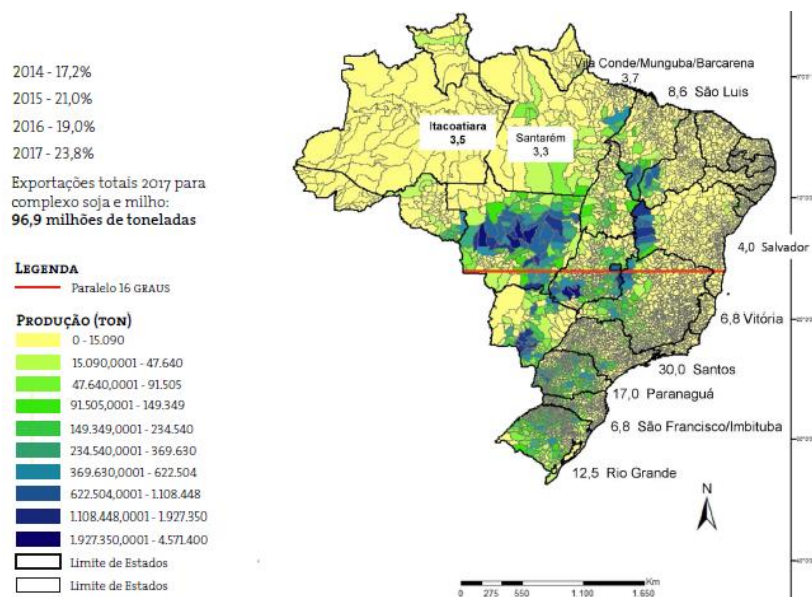 2014 - 17,2%
2015 - 21,0%
2016 - 19,0%
2017 - 23,8%
Exportações totais 2017 para
complexo soja e milho:
96,9 milhões de toneladas
LEGENDA
Paralelo 16 GRAUS
PRODUÇÃO (TON)
0 - 15.090
15.090,0001 - 47.640
47.640,0001 - 91.505
91.505,0001 - 149.349
149.349,0001 - 234.540
234.540,0001 - 369.630
369.630,0001 - 622.504
622.504,0001 - 1.108.448
1.108.448,0001 - 1.927.350
1.927.350,0001 - 4.571.400
Limite de Estados
Limite de Estados
Vila Conde/Munguba/Barcarena
3,7
8,6 São Luis
Itacoatiara
3,5
Santarém
3,3
4,0 Salvador
6,8 Vitória
30,0 Santos
17,0 Paranaguá
6,8 São Francisco/Imbituba
12,5 Rio Grande
N
Km
0 275 550 1.100 1.650